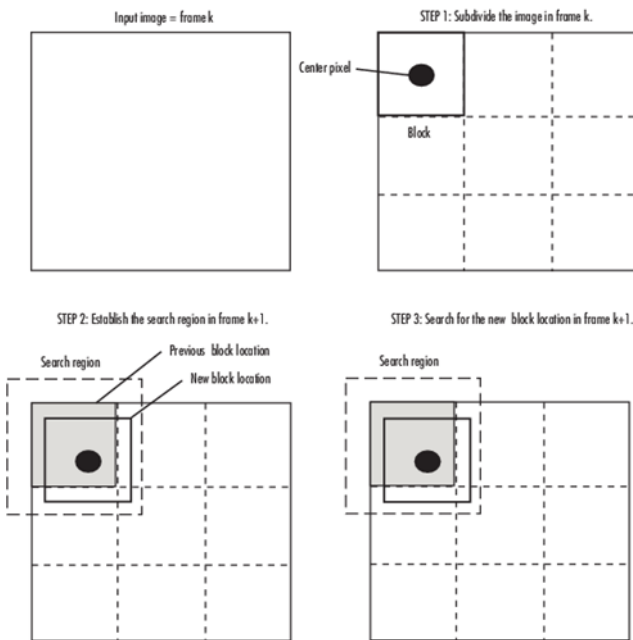 Input image = frame k
STEP 1: Subdivide the image in frame k.
Center pixel
Block
STEP 2: Establish the search region in frame k+1.
Search region
Previous block location
New block location
STEP 3: Search for the new block location in frame k+1.
Search region